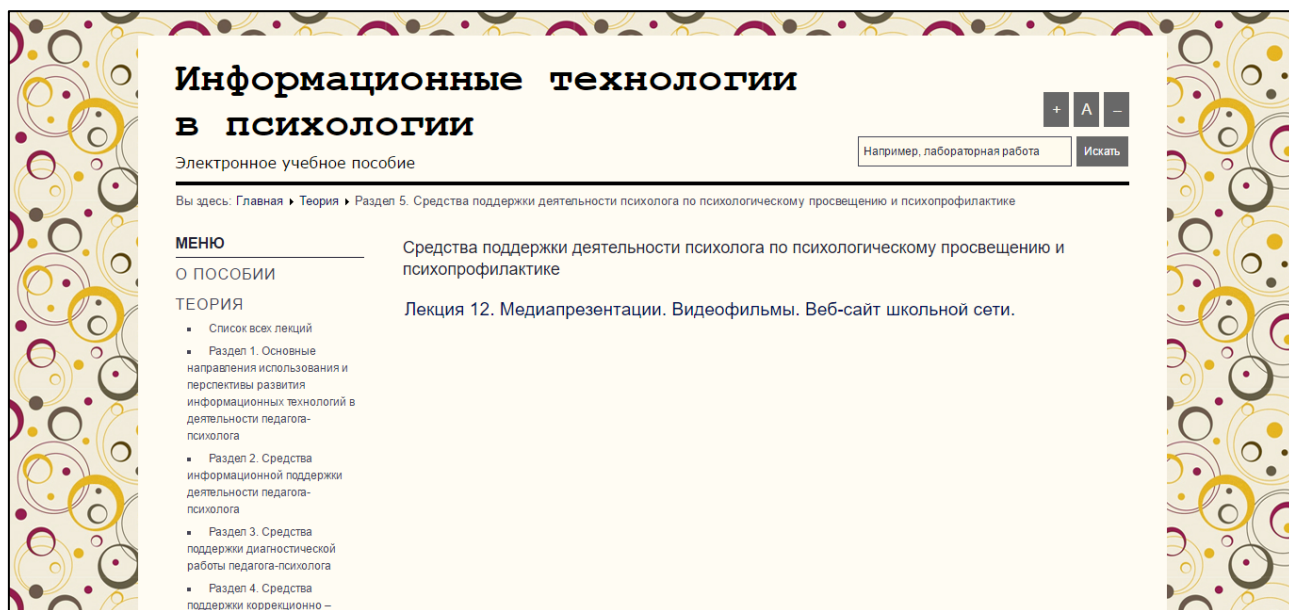 Информационные технологии
в психологии
Электронное учебное пособие
+ A –
Например, лабораторная работа Искать
Вы здесь: Главная Теория Раздел 5. Средства поддержки деятельности психолога по психологическому просвещению и психопрофилактике
МЕНЮ
О ПОСОБИИ
ТЕОРИЯ
Список всех лекций
Раздел 1. Основные
направления использования и
перспективы развития
информационных технологий в
деятельности педагога-
психолога
Раздел 2. Средства
информационной поддержки
деятельности педагога-
психолога
Раздел 3. Средства
поддержки диагностической
работы педагога-психолога
Раздел 4. Средства
поддержки коррекционно –
Средства поддержки деятельности психолога по психологическому просвещению и
психопрофилактике
Лекция 12. Медиапрезентации. Видеофильмы. Веб-сайт школьной сети.